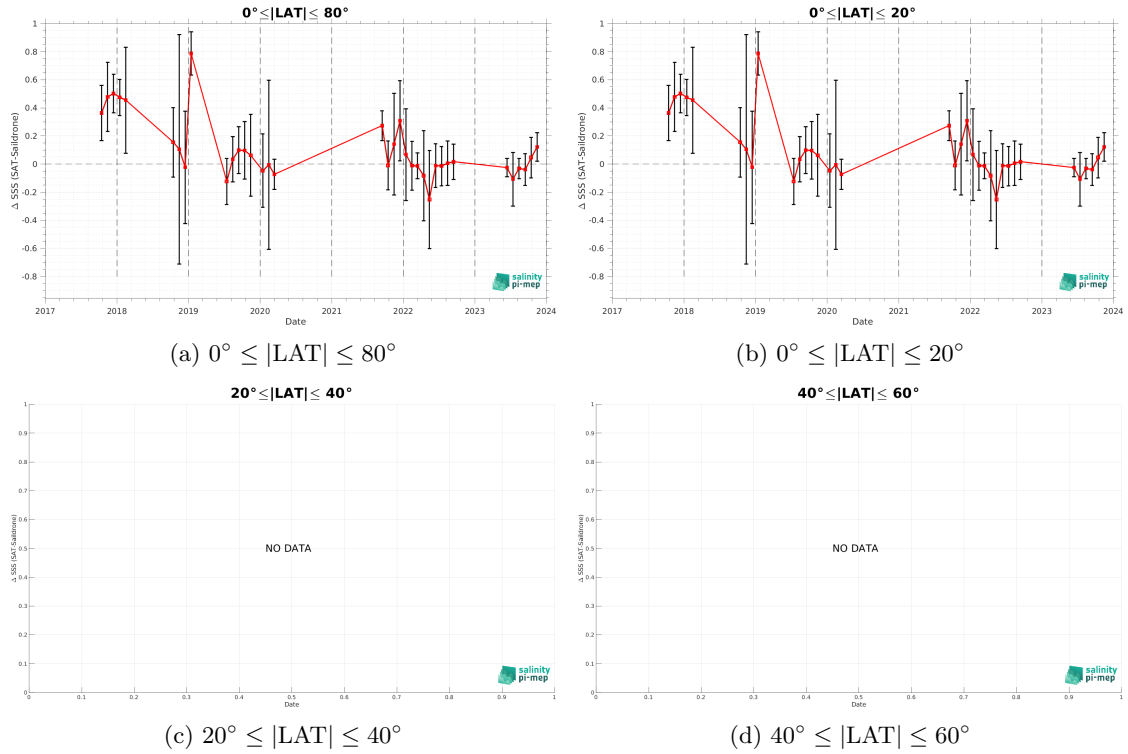 0°≤|LAT|≤ 80°
Δ SSS (SAT-Saildrone)
1
0.8
0.6
0.4
0.2
0
-0.2
-0.4
-0.6
-0.8
2017
2018
2019
2020
2022
2023
2024
Date
salinity
pi-mep
(a) 0° ≤ |LAT| ≤ 80°
0°≤|LAT|≤ 20°
Δ SSS (SAT-Saildrone)
1
0.8
0.6
0.4
0.2
0
-0.2
-0.4
-0.6
-0.8
2017
2018
2019
2020
2022
2023
2024
Date
salinity
pi-mep
(b) 0° ≤ |LAT| ≤ 20°
20°≤|LAT|≤ 40°
Δ SSS (SAT-Saildrone)
1
0.9
0.8
0.7
0.6
0.5
0.4
0.3
0.2
0.1
0
NO DATA
0 0.1 0.2 0.3 0.4 0.5 0.6 0.7 0.8 0.9 1
Date
salinity
pi-mep
(c) 20° ≤ |LAT| ≤ 40°
40°≤|LAT|≤ 60°
Δ SSS (SAT-Saildrone)
1
0.9
0.8
0.7
0.6
0.5
0.4
0.3
0.2
0.1
0
NO DATA
0 0.1 0.2 0.3 0.4 0.5 0.6 0.7 0.8 0.9 1
Date
salinity
pi-mep
(d) 40° ≤ |LAT| ≤ 60°